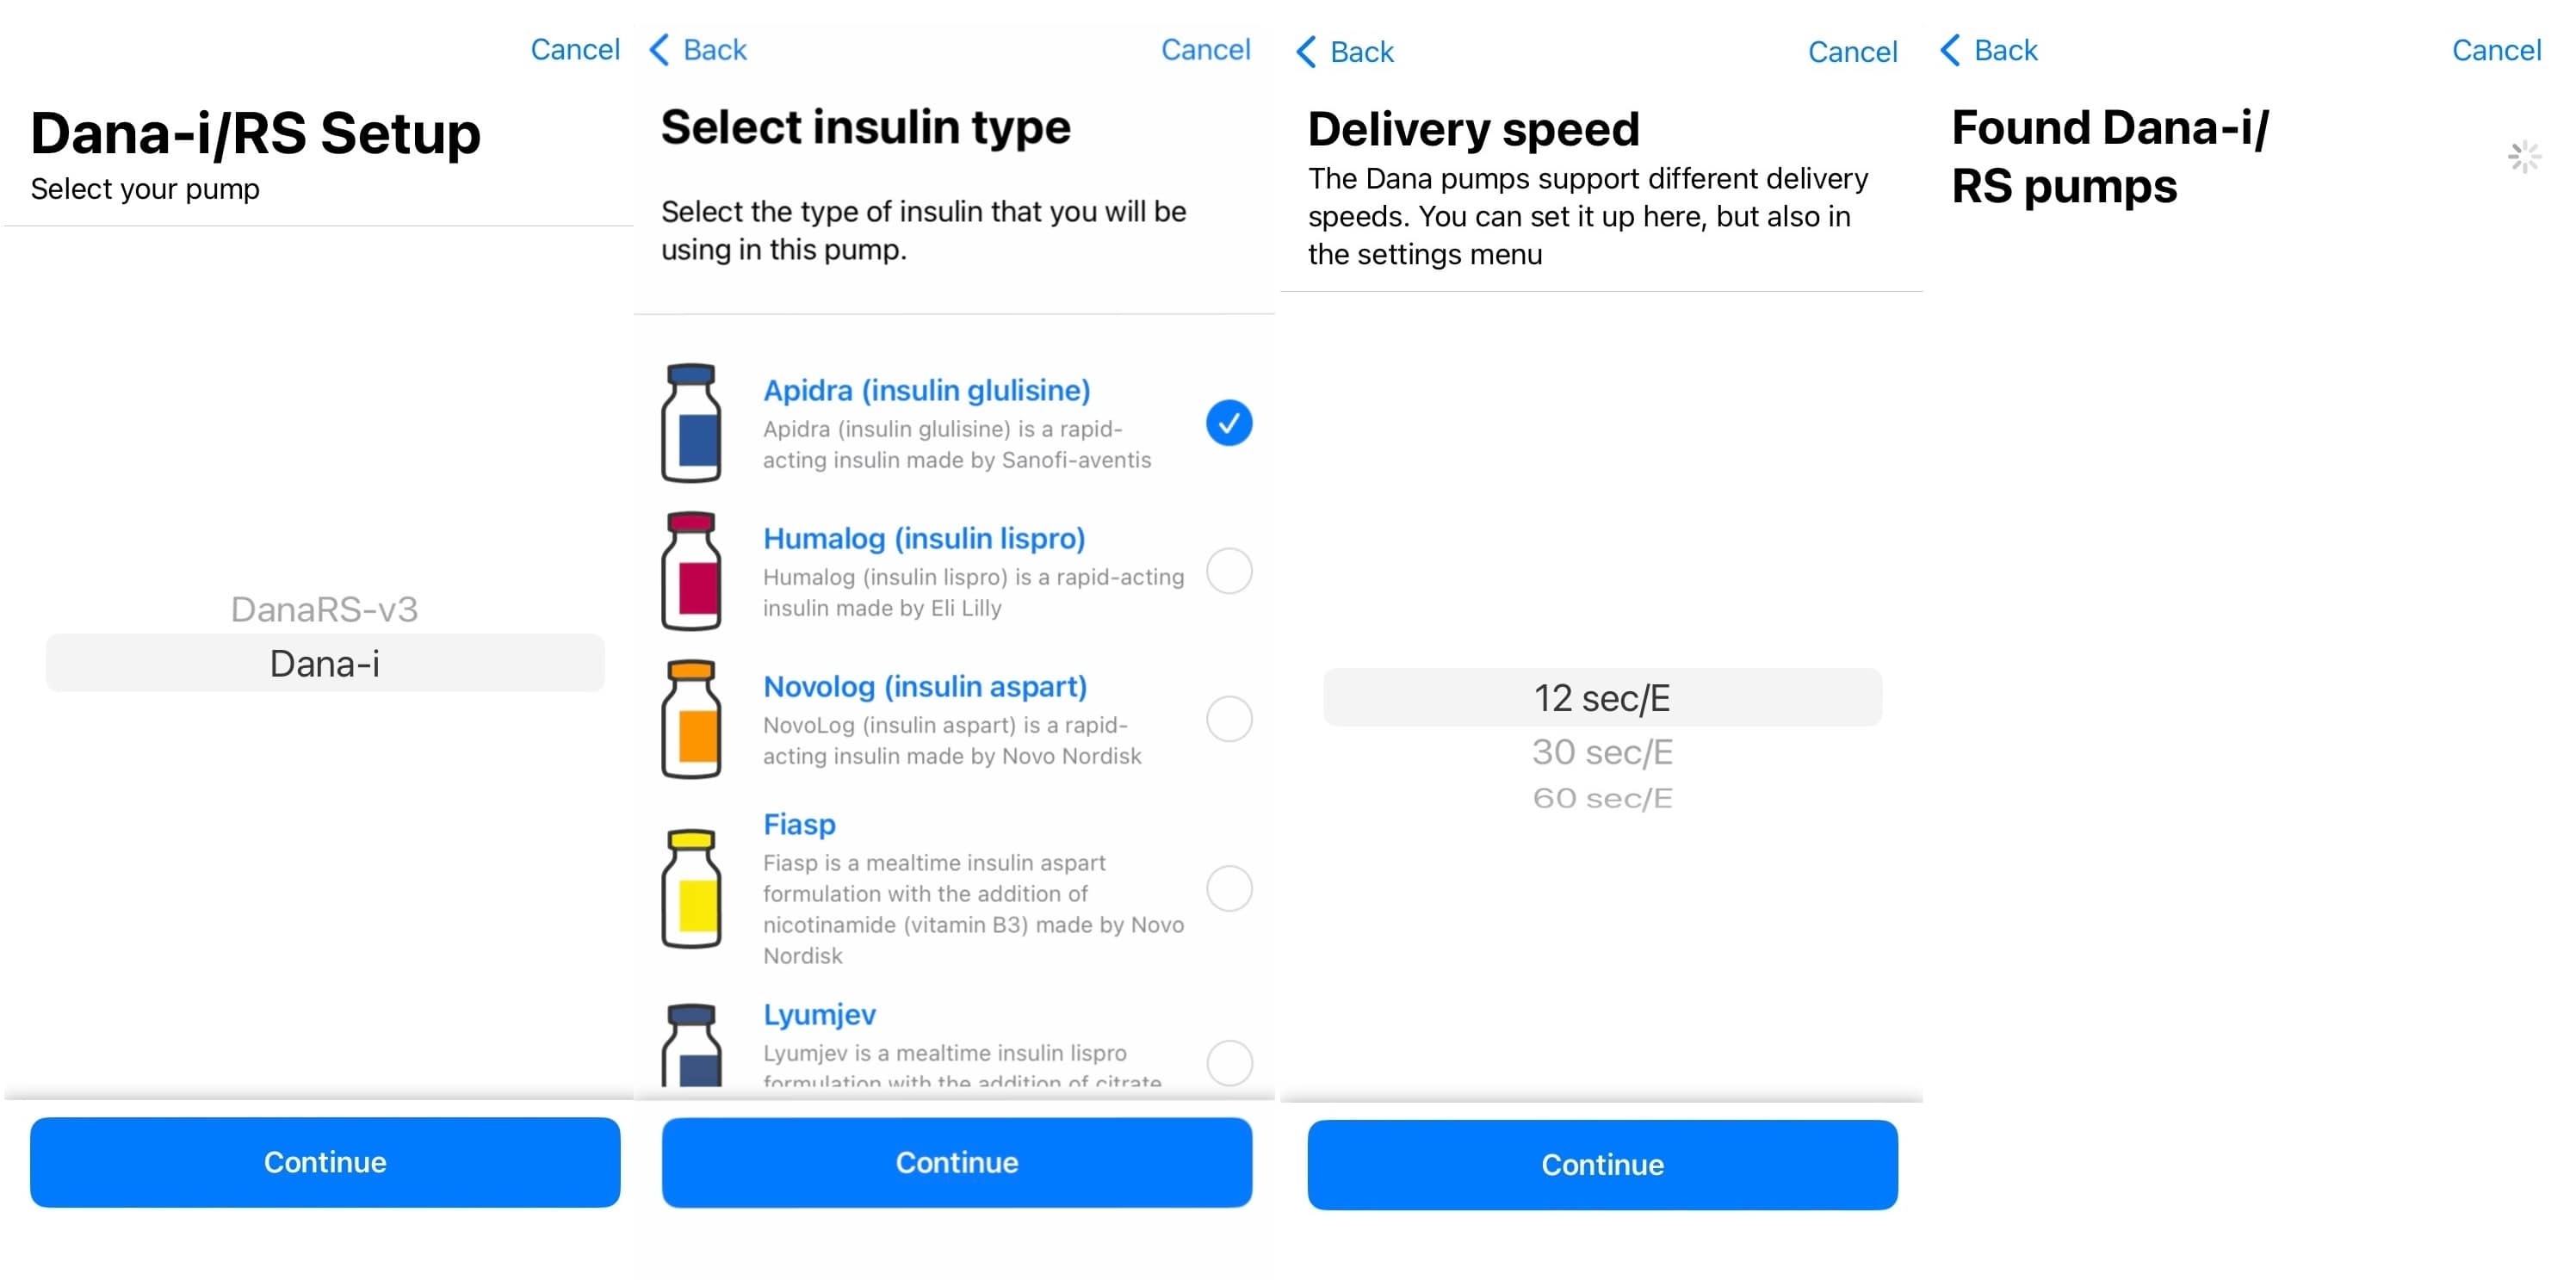 Cancel
Dana-i/RS Setup
Select your pump
DanaRS-v3
Dana-i
Continue
Back
Cancel
Select insulin type
Select the type of insulin that you will be
using in this pump.
Apidra (insulin glulisine)
Apidra (insulin glulisine) is a rapid-
acting insulin made by Sanofi-aventis
Humalog (insulin lispro)
Humalog (insulin lispro) is a rapid-acting
insulin made by Eli Lilly
Novolog (insulin aspart)
NovoLog (insulin aspart) is a rapid-
acting insulin made by Novo Nordisk
Fiasp
Fiasp is a mealtime insulin aspart
formulation with the addition of
nicotinamide (vitamin B3) made by Novo
Nordisk
Lyumjev
Lyumjev is a mealtime insulin lispro
formulation with the addition of citrate
Continue
Back
Cancel
Delivery speed
The Dana pumps support different delivery
speeds. You can set it up here, but also in
the settings menu
12 sec/E
30 sec/E
60 sec/E
Continue
Back
Cancel
Found Dana-i/
RS pumps